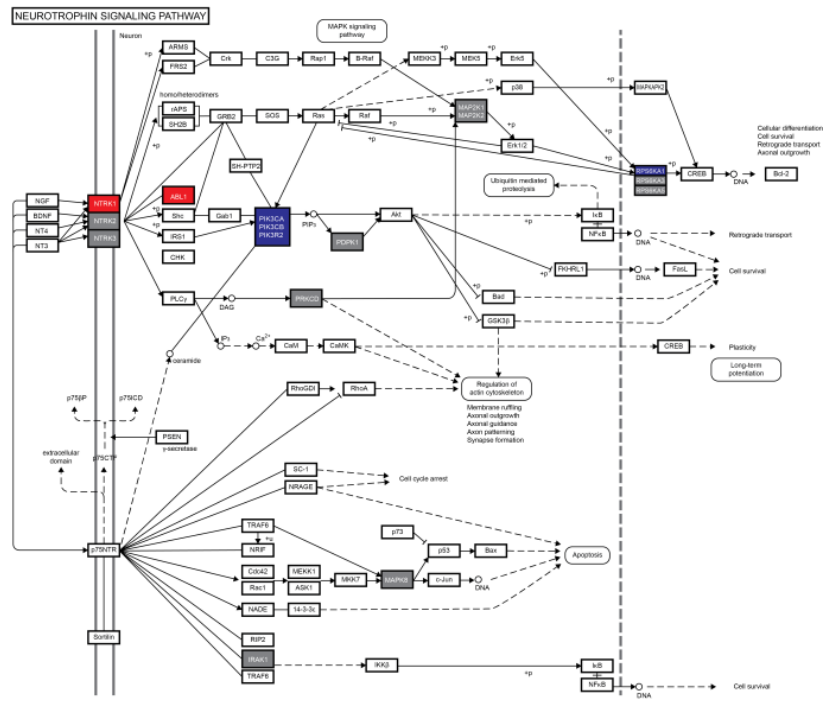 NEUROTROPHIN SIGNALING PATHWAY
Neuron
MAPK signaling
pathway
+p
ARMS
FRS2
Crk
C3G
Rap1
B-Raf
MEKK3
+p
MEK5
+p
Erk5
+p
p38
+p
MAPKAPK2
homo/heterodimers
rAPS
SH2B
+p
GRB2
SOS
Ras
Raf
+p
+p
MAP2K1
MAP2K2
+p
Erk1/2
+p
+p
RPS6KA1
RPS6KA3
RPS6KA5
+p
CREB
DNA
Bcl-2
Cellular differentiation
Cell survival
Retrograde transport
Axonal outgrowth
SH-PTP2
Ubiquitin mediated
proteolysis
NGF
BDNF
NT4
NT3
NTRK1
NTRK2
NTRK3
ABL1
+p
Shc
Gab1
+p
IRS1
CHK
PIK3CA
PIK3CB
PIK3R2
PIP3
PDPK1
Akt
+p
IκB
NFκB
DNA
Retrograde transport
+p
FKHRL1
DNA
FasL
Cell survival
+p
Bad
+p
GSK3β
PLCγ
DAG
PRKCD
+p
IP3
Ca2+
CaM
CaMK
CREB
Plasticity
Long-term
potentiation
ceramide
Regulation of
actin cytoskeleton
Membrane ruffling
Axonal outgrowth
Axonal guidance
Axon patterning
Synapse formation
RhoGDI
RhoA
p75βIP
p75ICD
PSEN
γ-secretase
extracellular
domain
p75CTF
SC-1
NRAGE
Cell cycle arrest
p75NTR
TRAF6
+u
NRIF
p73
p53
Bax
Apoptosis
Cdc42
Rac1
MEKK1
ASK1
MKK7
MAPK8
c-Jun
DNA
NADE
14-3-3ε
Sortilin
RIP2
IRAK1
TRAF6
IKKβ
+p
IκB
NFκB
DNA
Cell survival